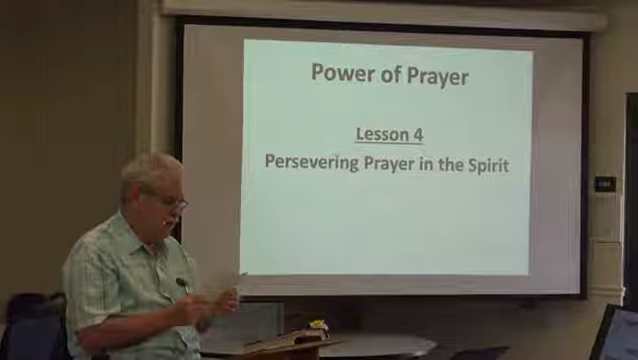 Power of Prayer
Lesson 4
Persevering Prayer in the Spirit